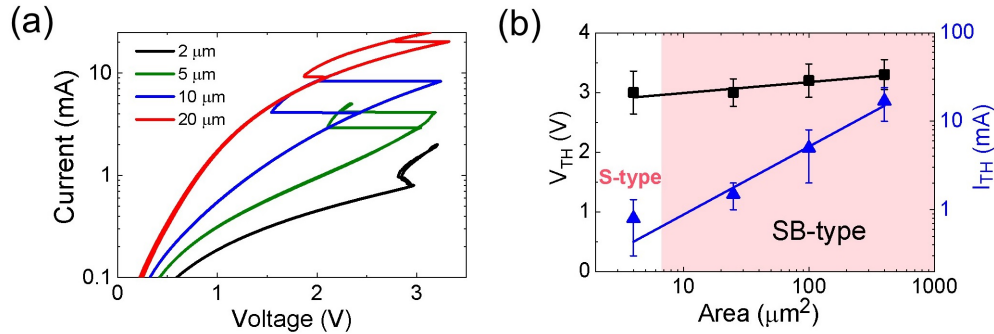 (a)
2 μm
5 μm
10 μm
20 μm
10
1
0.1
Current (mA)
0
1
2
3
Voltage (V)
(b)
4
3
2
1
0
V_TH (V)
S-type
SB-type
10
100
1000
Area (μm²)
100
10
1
I_TH (mA)